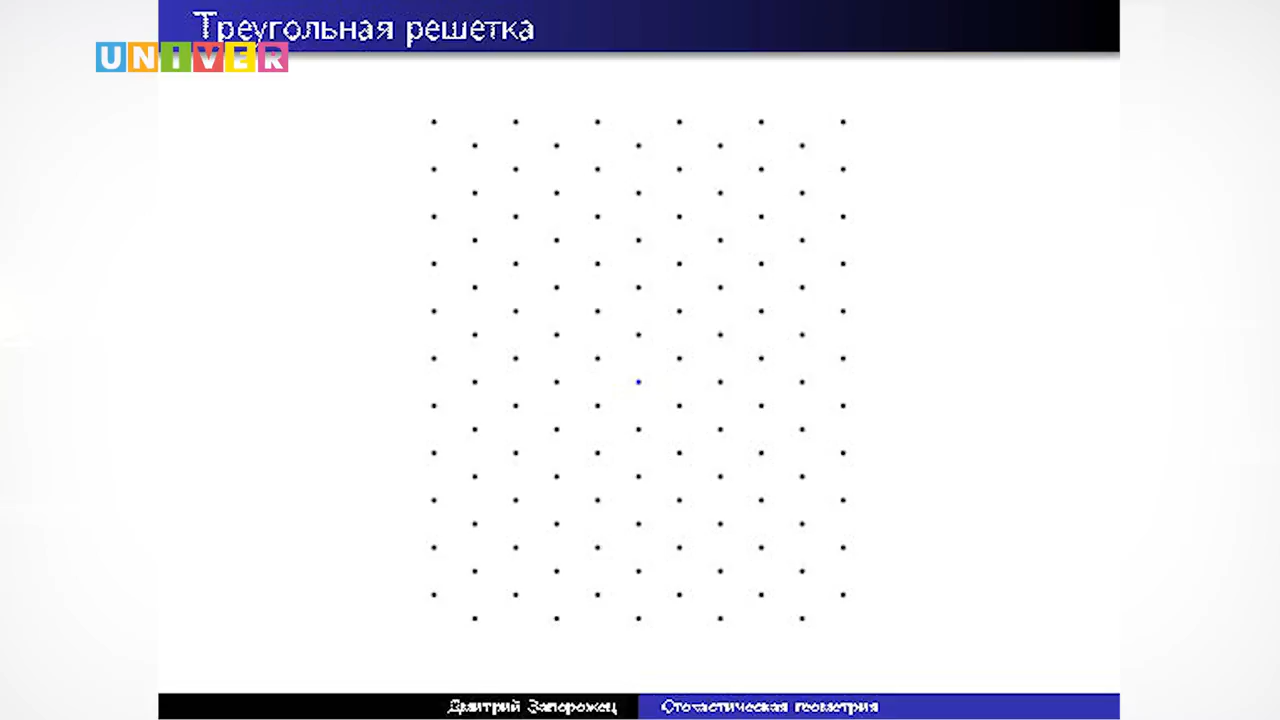 Треугольная решетка
UNIVER
Дмитрий Запорожец
Стохастическая геометрия